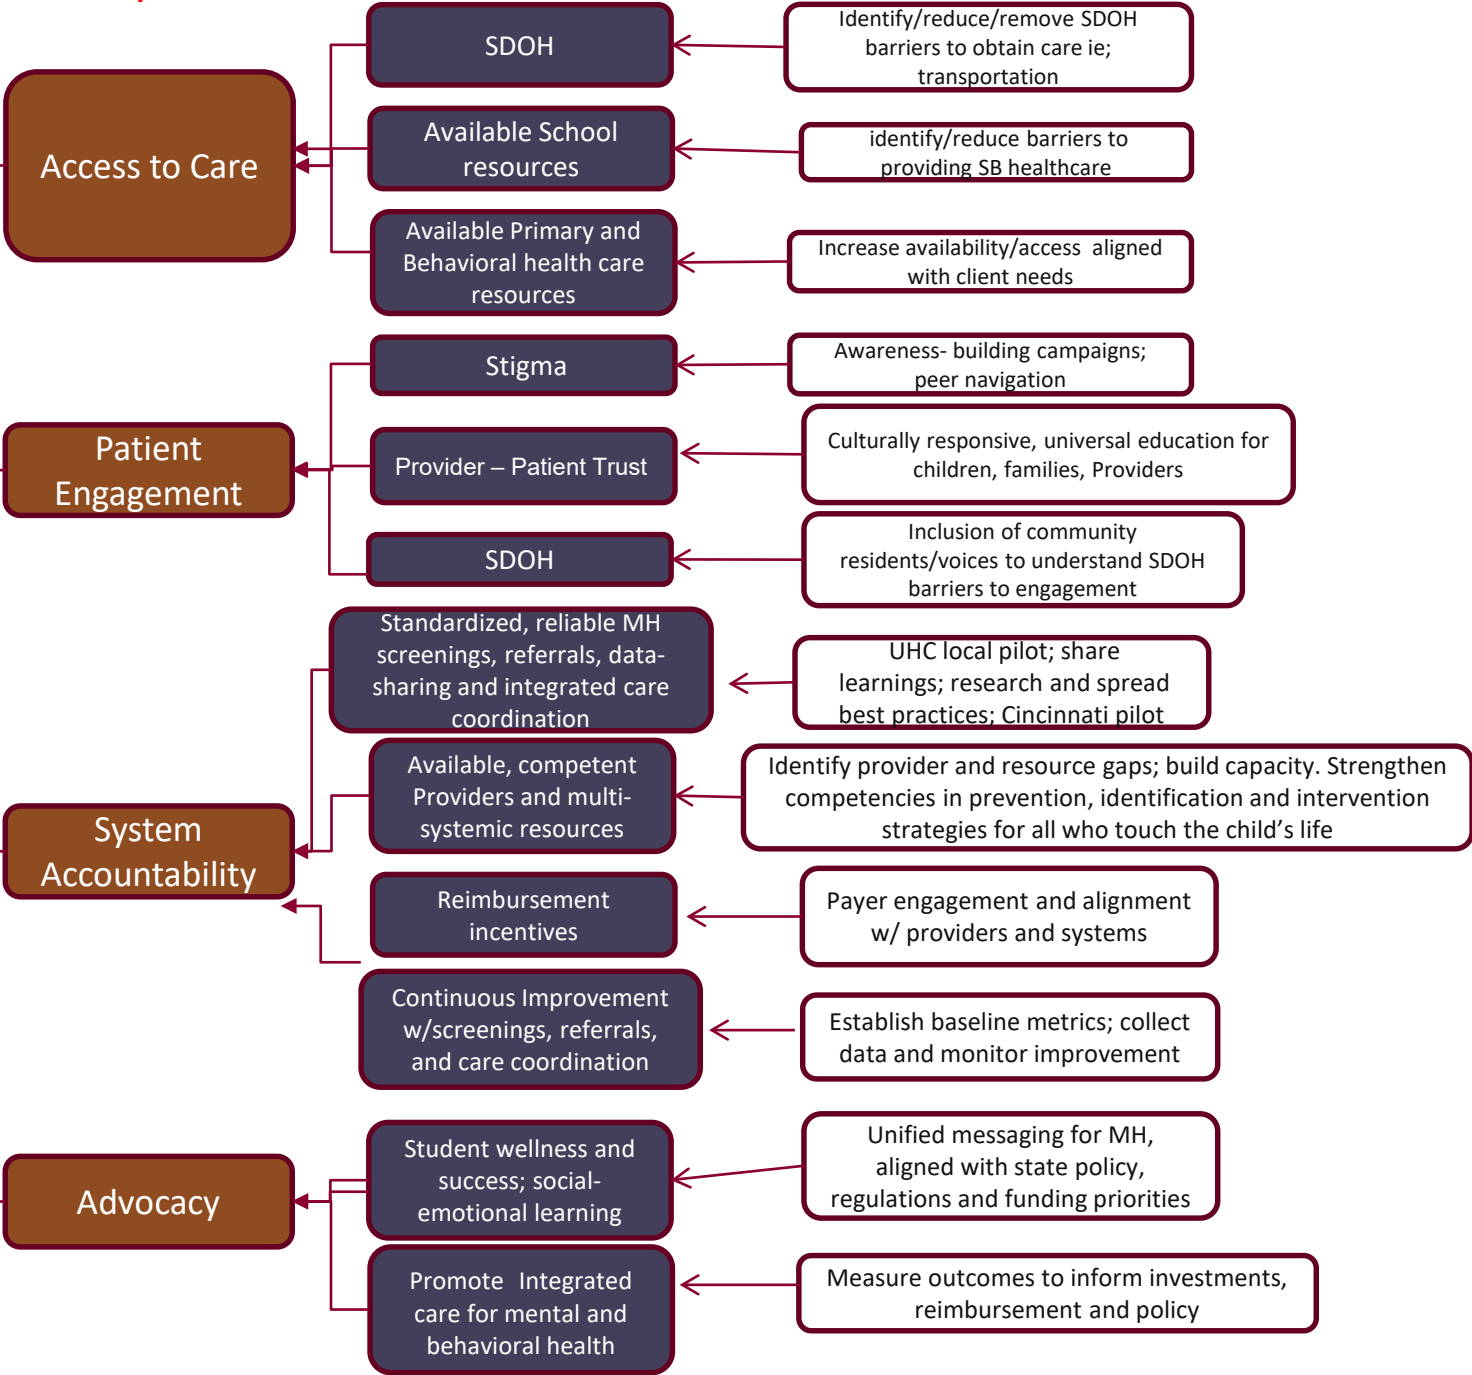 SDOH
Identify/reduce/remove SDOH
barriers to obtain care ie;
transportation
Access to Care
Available School
resources
identify/reduce barriers to
providing SB healthcare
Available Primary and
Behavioral health care
resources
Increase availability/access aligned
with client needs
Stigma
Awareness- building campaigns;
peer navigation
Patient
Engagement
Provider – Patient Trust
Culturally responsive, universal education for
children, families, Providers
SDOH
Inclusion of community
residents/voices to understand SDOH
barriers to engagement
Standardized, reliable MH
screenings, referrals, data-
sharing and integrated care
coordination
UHC local pilot; share
learnings; research and spread
best practices; Cincinnati pilot
System
Accountability
Available, competent
Providers and multi-
systemic resources
Identify provider and resource gaps; build capacity. Strengthen
competencies in prevention, identification and intervention
strategies for all who touch the child’s life
Reimbursement
incentives
Payer engagement and alignment
w/ providers and systems
Continuous Improvement
w/screenings, referrals,
and care coordination
Establish baseline metrics; collect
data and monitor improvement
Advocacy
Student wellness and
success; social-
emotional learning
Unified messaging for MH,
aligned with state policy,
regulations and funding priorities
Promote Integrated
care for mental and
behavioral health
Measure outcomes to inform investments,
reimbursement and policy